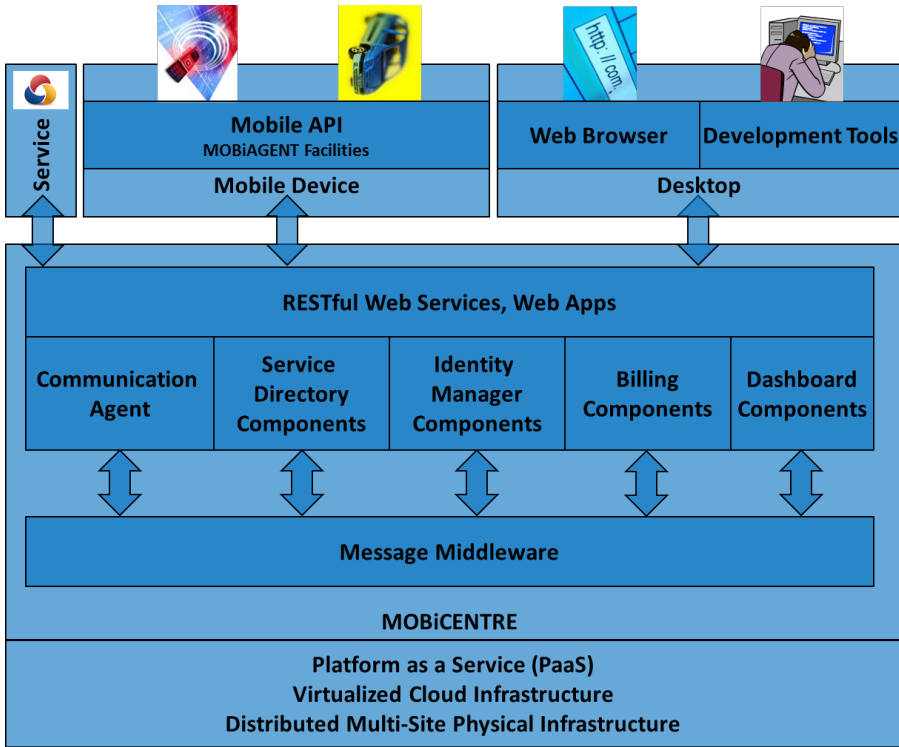 http://com.
Service
Mobile API
MOBiAGENT Facilities
Mobile Device
Web Browser
Development Tools
Desktop
RESTful Web Services, Web Apps
Communication
Agent
Service
Directory
Components
Identity
Manager
Components
Billing
Components
Dashboard
Components
Message Middleware
MOBiCENTRE
Platform as a Service (PaaS)
Virtualized Cloud Infrastructure
Distributed Multi-Site Physical Infrastructure